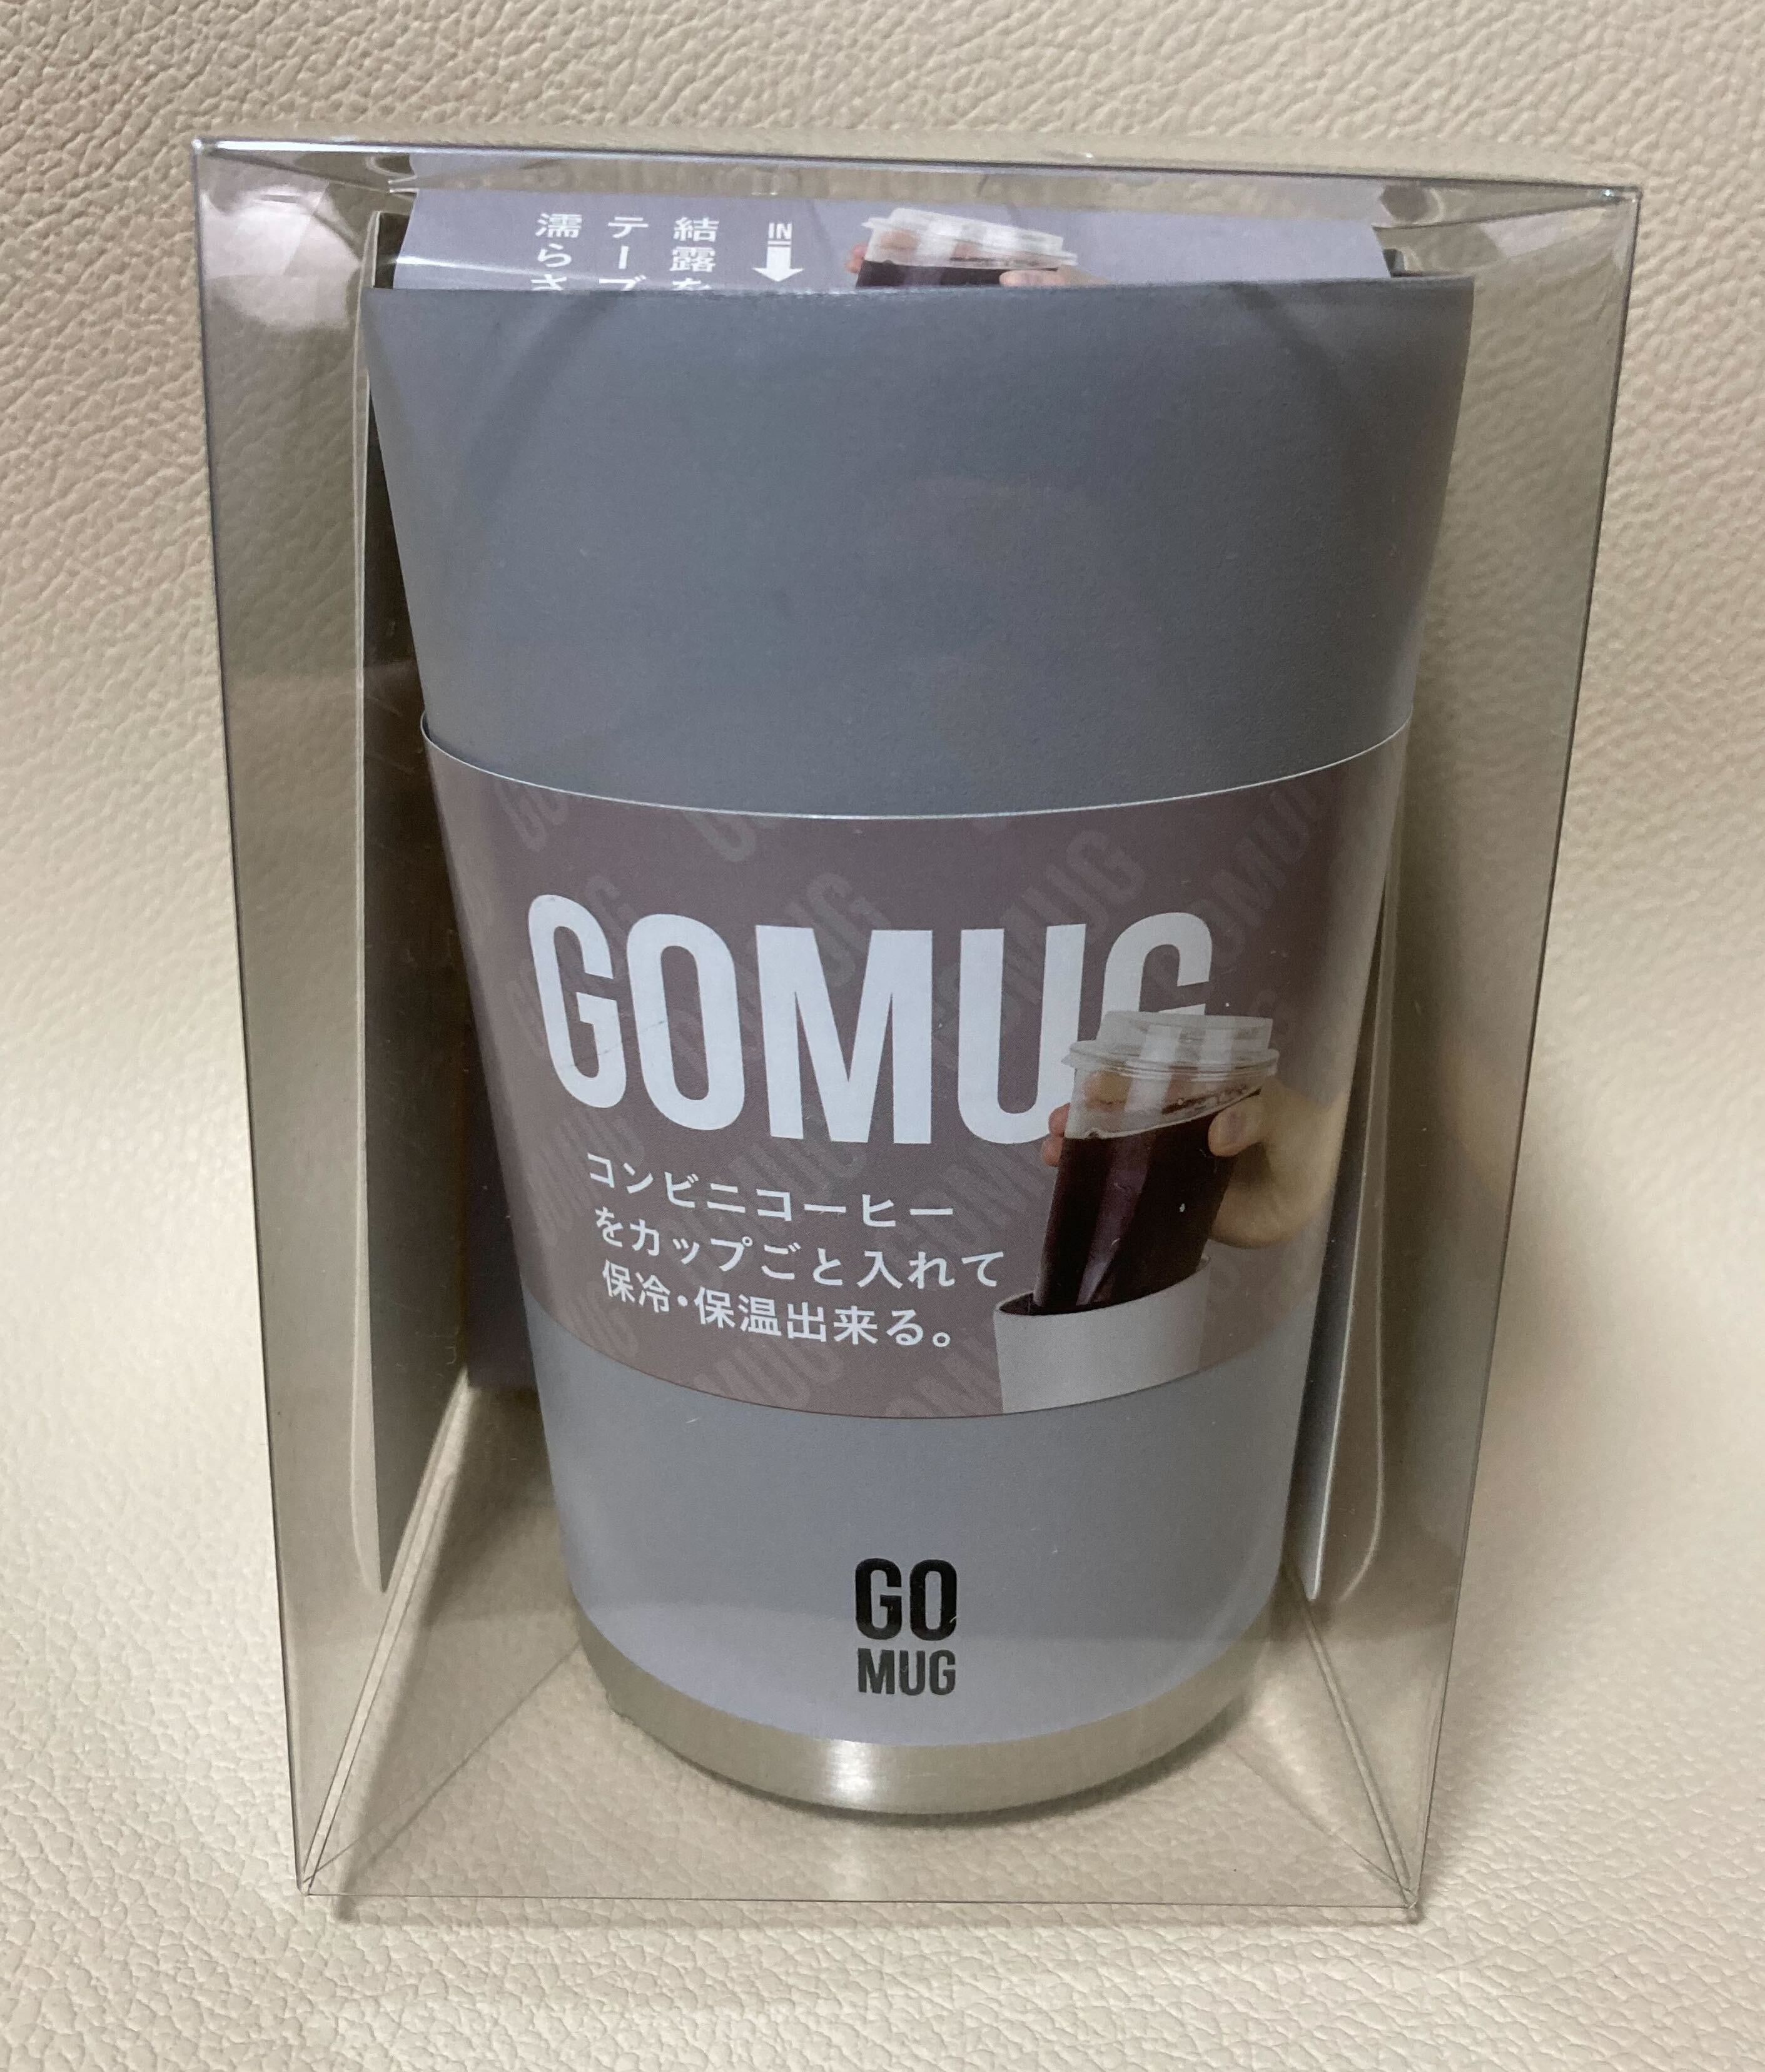 IN
結露を
テーブ
濡らさ
GOMUG
コンビニコーヒー
をカップごと入れて
保冷・保温出来る。
GO
MUG